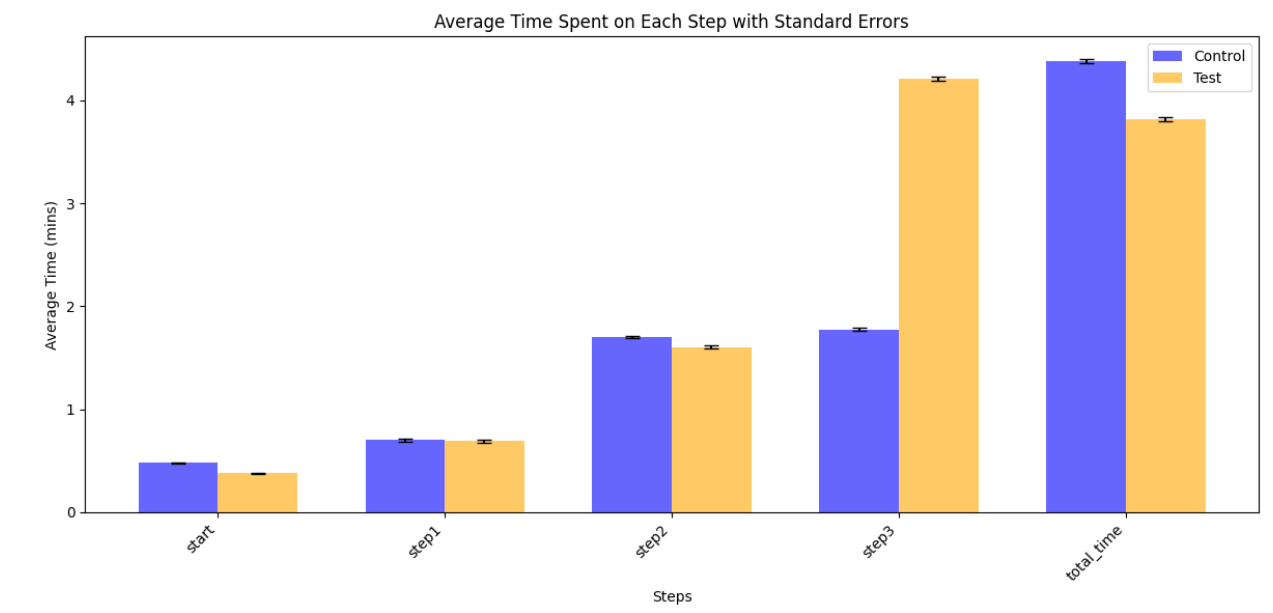 Average Time Spent on Each Step with Standard Errors
Control
Test
Average Time (mins)
4
3
2
1
0
start
step1
step2
step3
total_time
Steps